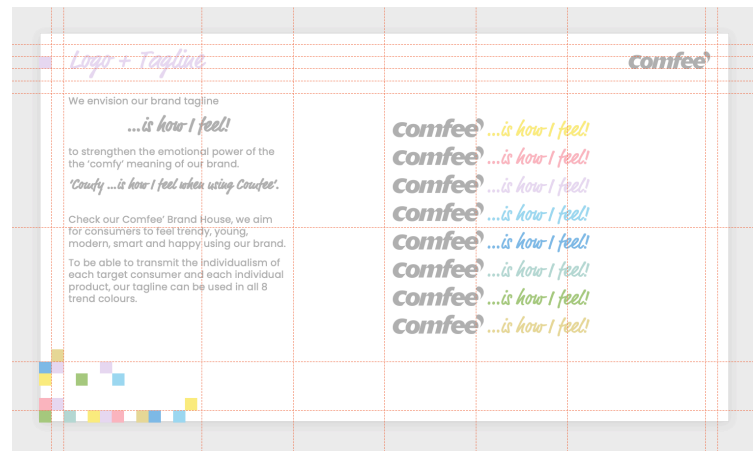 Logo + Tagline
comfee’
We envision our brand tagline
...is how I feel!
to strengthen the emotional power of the
the ‘comfy’ meaning of our brand.
‘Comfy ...is how I feel when using Comfee’.
Check our Comfee’ Brand House, we aim
for consumers to feel trendy, young,
modern, smart and happy using our brand.
To be able to transmit the individualism of
each target consumer and each individual
product, our tagline can be used in all 8
trend colours.
comfee’ ...is how I feel!
comfee’ ...is how I feel!
comfee’ ...is how I feel!
comfee’ ...is how I feel!
comfee’ ...is how I feel!
comfee’ ...is how I feel!
comfee’ ...is how I feel!
comfee’ ...is how I feel!